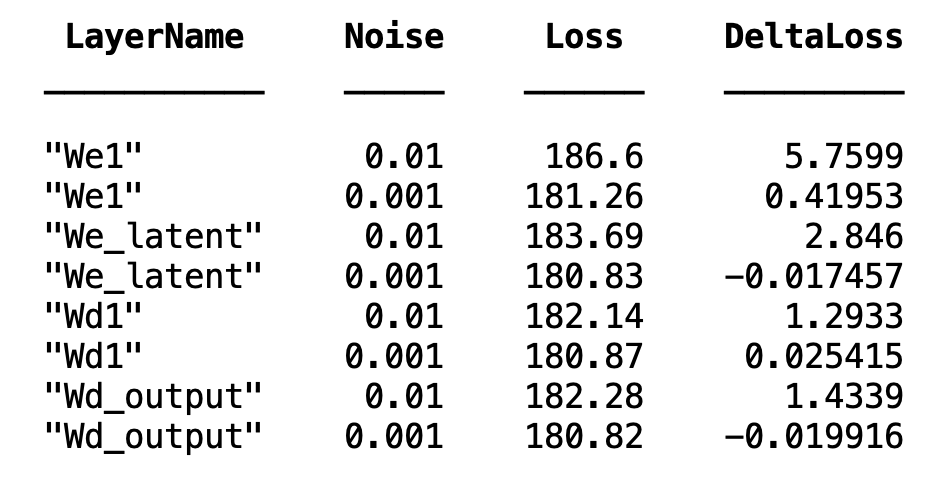 LayerName Noise Loss DeltaLoss
"We1" 0.01 186.6 5.7599
"We1" 0.001 181.26 0.41953
"We_latent" 0.01 183.69 2.846
"We_latent" 0.001 180.83 -0.017457
"Wd1" 0.01 182.14 1.2933
"Wd1" 0.001 180.87 0.025415
"Wd_output" 0.01 182.28 1.4339
"Wd_output" 0.001 180.82 -0.019916